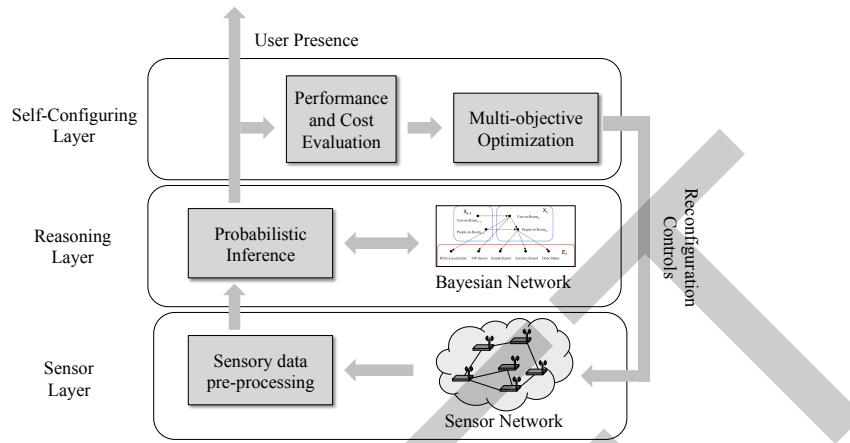 User Presence
Self-Configuring
Layer
Performance
and Cost
Evaluation
Multi-objective
Optimization
Reconfiguration
Controls
Reasoning
Layer
Probabilistic
Inference
Bayesian Network
Sensor
Layer
Sensory data
pre-processing
Sensor Network